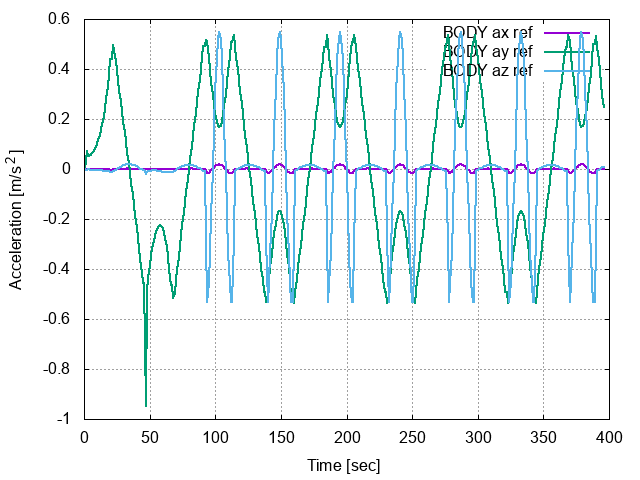 0.6
BODY ax ref
BODY ay ref
BODY az ref
0.4
0.2
0
-0.2
-0.4
-0.6
-0.8
-1
Acceleration [m/s²]
0 50 100 150 200 250 300 350 400
Time [sec]